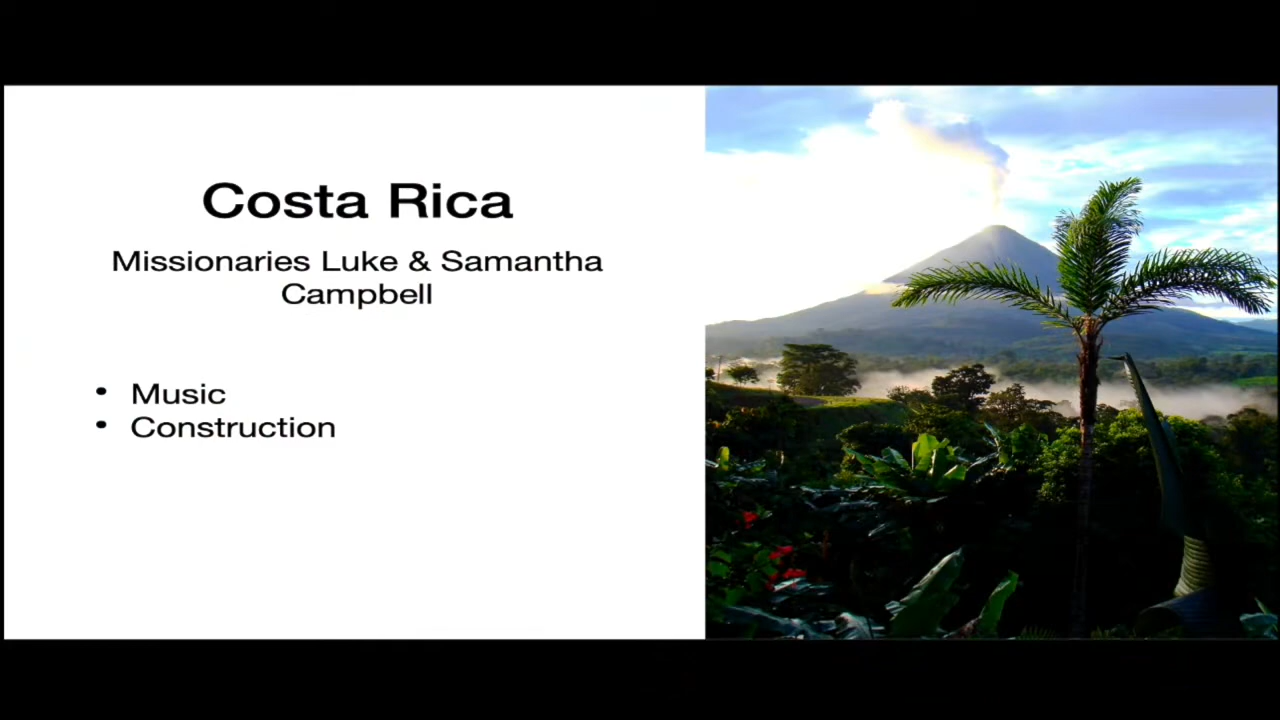 Costa Rica
Missionaries Luke & Samantha
Campbell
• Music
• Construction